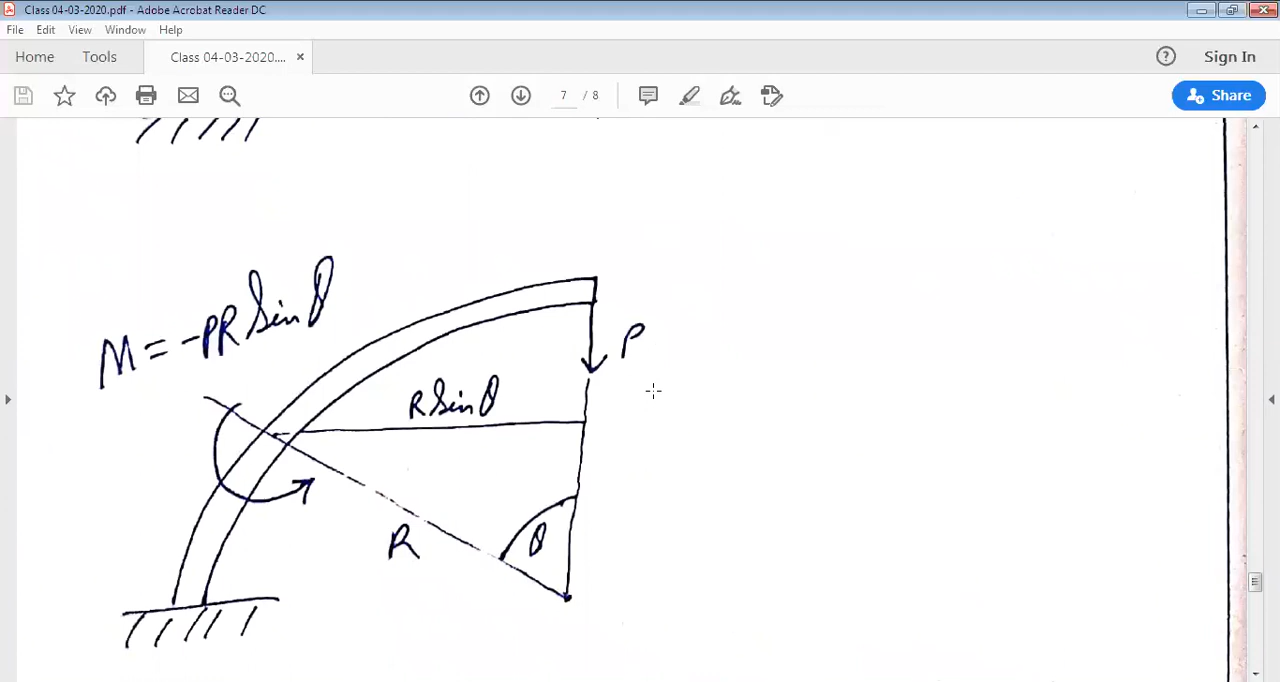 Class 04-03-2020.pdf - Adobe Acrobat Reader DC
File Edit View Window Help
Home Tools Class 04-03-2020.... × ? Sign In
7 / 8 Share
M = -PR Sin θ
P
R Sin θ
R
θ